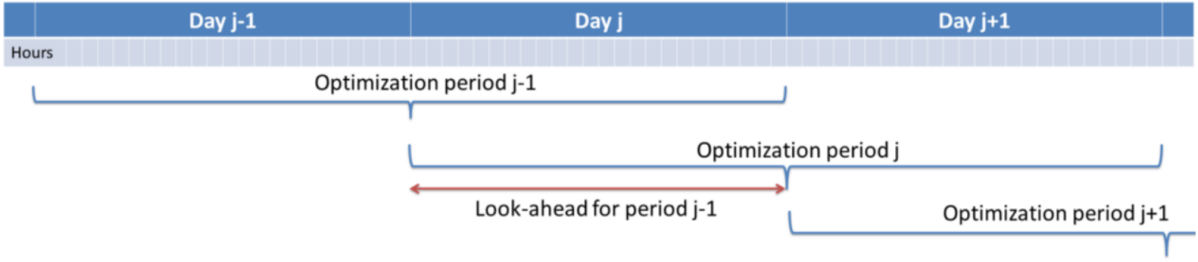 Day j-1 Day j Day j+1
Hours
Optimization period j-1
Optimization period j
Look-ahead for period j-1
Optimization period j+1